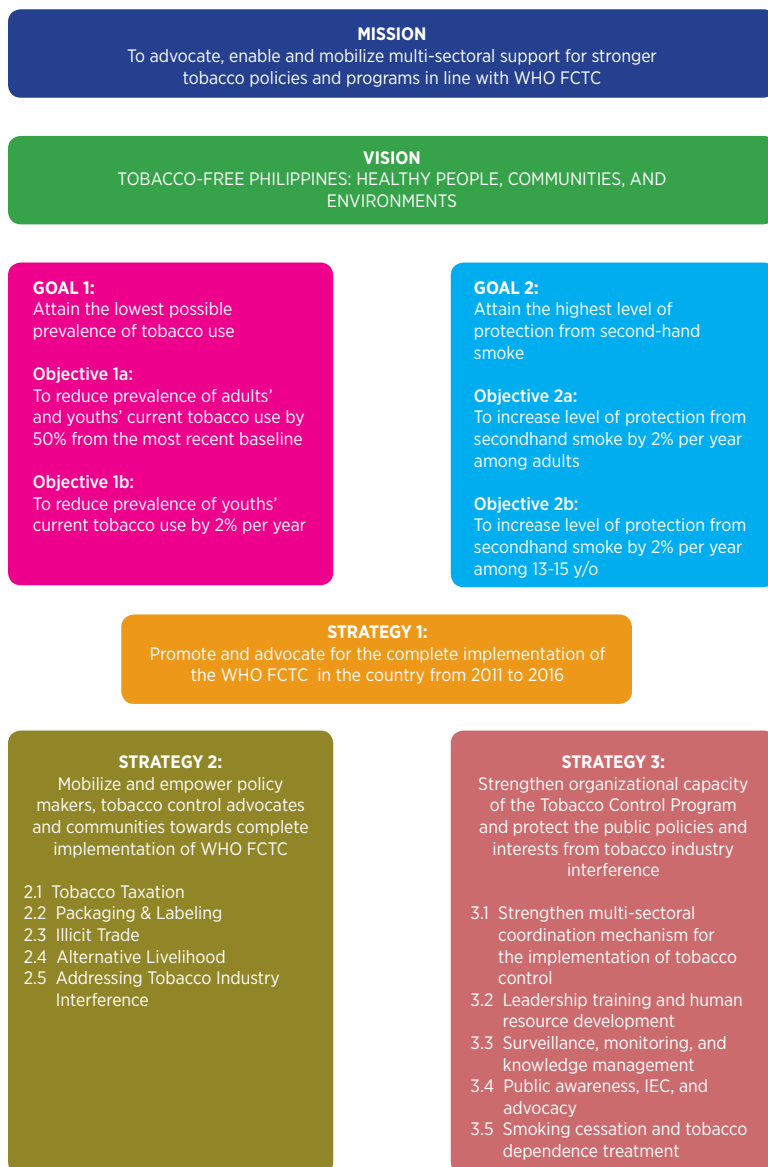 MISSION
To advocate, enable and mobilize multi-sectoral support for stronger
tobacco policies and programs in line with WHO FCTC
VISION
TOBACCO-FREE PHILIPPINES: HEALTHY PEOPLE, COMMUNITIES, AND
ENVIRONMENTS
GOAL 1:
Attain the lowest possible
prevalence of tobacco use
Objective 1a:
To reduce prevalence of adults’
and youths’ current tobacco use by
50% from the most recent baseline
Objective 1b:
To reduce prevalence of youths’
current tobacco use by 2% per year
GOAL 2:
Attain the highest level of
protection from second-hand
smoke
Objective 2a:
To increase level of protection from
secondhand smoke by 2% per year
among adults
Objective 2b:
To increase level of protection from
secondhand smoke by 2% per year
among 13-15 y/o
STRATEGY 1:
Promote and advocate for the complete implementation of
the WHO FCTC in the country from 2011 to 2016
STRATEGY 2:
Mobilize and empower policy
makers, tobacco control advocates
and communities towards complete
implementation of WHO FCTC
2.1 Tobacco Taxation
2.2 Packaging & Labeling
2.3 Illicit Trade
2.4 Alternative Livelihood
2.5 Addressing Tobacco Industry
Interference
STRATEGY 3:
Strengthen organizational capacity
of the Tobacco Control Program
and protect the public policies and
interests from tobacco industry
interference
3.1 Strengthen multi-sectoral
coordination mechanism for
the implementation of tobacco
control
3.2 Leadership training and human
resource development
3.3 Surveillance, monitoring, and
knowledge management
3.4 Public awareness, IEC, and
advocacy
3.5 Smoking cessation and tobacco
dependence treatment